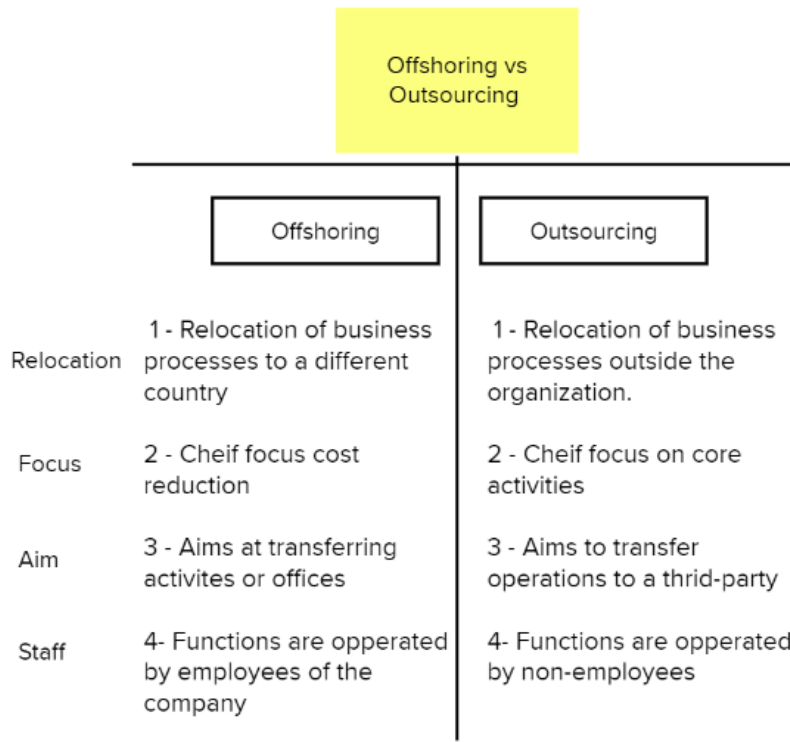 Offshoring vs
Outsourcing
Offshoring
Outsourcing
Relocation
1 - Relocation of business
processes to a different
country
1 - Relocation of business
processes outside the
organization.
Focus
2 - Cheif focus cost
reduction
2 - Cheif focus on core
activities
Aim
3 - Aims at transferring
activites or offices
3 - Aims to transfer
operations to a thrid-party
Staff
4- Functions are opperated
by employees of the
company
4- Functions are opperated
by non-employees